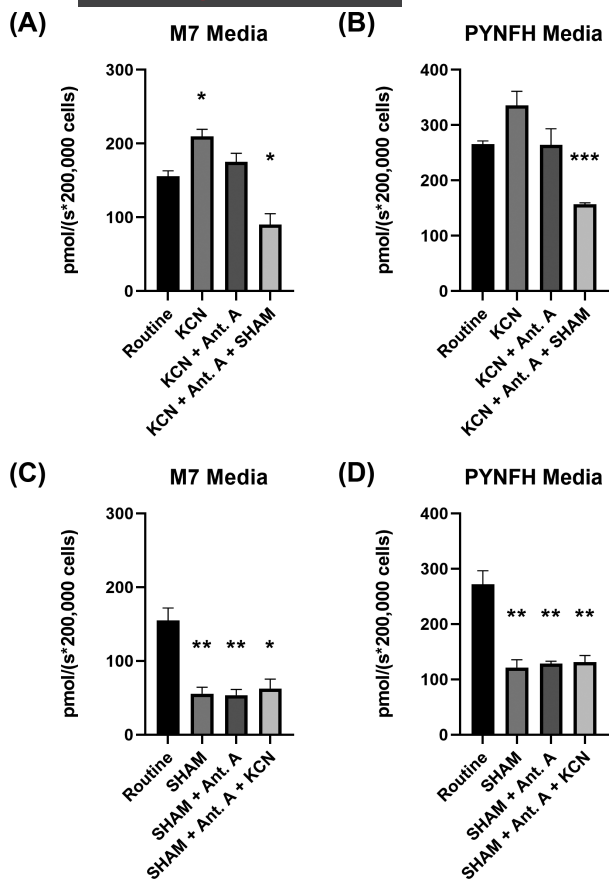 (A)
M7 Media
pmol/(s*200,000 cells)
300
200
100
0
*
*
Routine
KCN
KCN + Ant. A
KCN + Ant. A + SHAM
(B)
PYNFH Media
pmol/(s*200,000 cells)
400
300
200
100
0
***
Routine
KCN
KCN + Ant. A
KCN + Ant. A + SHAM
(C)
M7 Media
pmol/(s*200,000 cells)
300
200
100
0
**
**
*
Routine
SHAM
SHAM + Ant. A
SHAM + Ant. A + KCN
(D)
PYNFH Media
pmol/(s*200,000 cells)
400
300
200
100
0
**
**
**
Routine
SHAM
SHAM + Ant. A
SHAM + Ant. A + KCN